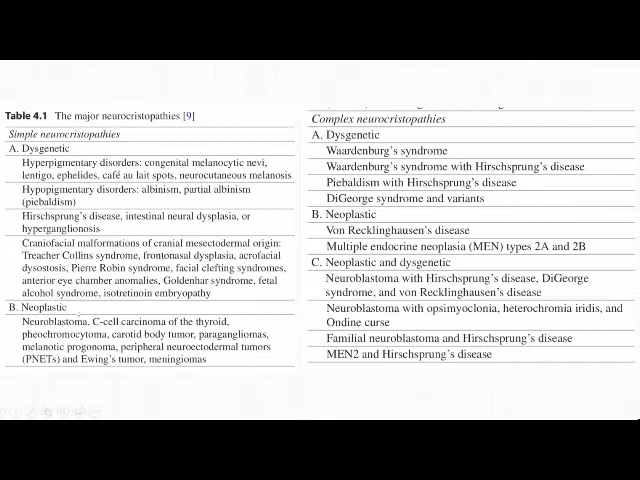 Table 4.1 The major neurocristopathies [9]
Simple neurocristopathies
A. Dysgenetic
Hyperpigmentary disorders: congenital melanocytic nevi,
lentigo, ephelides, café au lait spots, neurocutaneous melanosis
Hypopigmentary disorders: albinism, partial albinism
(piebaldism)
Hirschsprung's disease, intestinal neural dysplasia, or
hyperganglionosis
Craniofacial malformations of cranial mesectodermal origin:
Treacher Collins syndrome, frontonasal dysplasia, acrofacial
dysostosis, Pierre Robin syndrome, facial clefting syndromes,
anterior eye chamber anomalies, Goldenhar syndrome, fetal
alcohol syndrome, isotretinoin embryopathy
B. Neoplastic
Neuroblastoma, C-cell carcinoma of the thyroid,
pheochromocytoma, carotid body tumor, paragangliomas,
melanotic progonoma, peripheral neuroectodermal tumors
(PNETs) and Ewing's tumor, meningiomas
Complex neurocristopathies
A. Dysgenetic
Waardenburg's syndrome
Waardenburg's syndrome with Hirschsprung's disease
Piebaldism with Hirschsprung's disease
DiGeorge syndrome and variants
B. Neoplastic
Von Recklinghausen's disease
Multiple endocrine neoplasia (MEN) types 2A and 2B
C. Neoplastic and dysgenetic
Neuroblastoma with Hirschsprung's disease, DiGeorge
syndrome, and von Recklinghausen's disease
Neuroblastoma with opsimyoclonia, heterochromia iridis, and
Ondine curse
Familial neuroblastoma and Hirschsprung's disease
MEN2 and Hirschsprung's disease